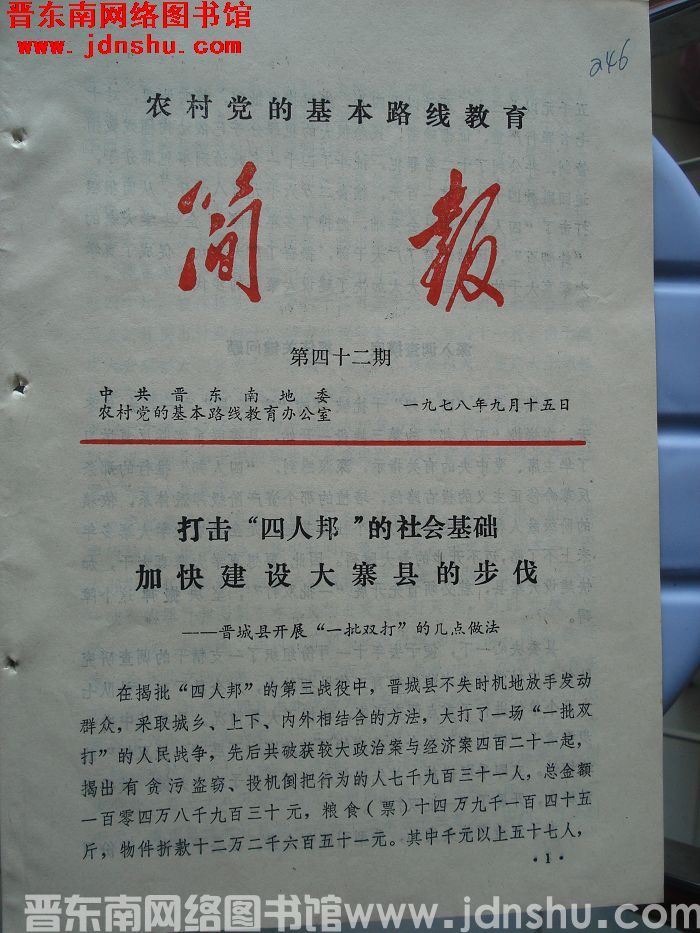 晋东南网络图书馆
www.jdnshu.com
246
农村党的基本路线教育
简报
第四十二期
中共晋东南地委
农村党的基本路线教育办公室
一九七八年九月十五日
打击“四人邦”的社会基础
加快建设大寨县的步伐
——晋城县开展“一批双打”的几点做法
在揭批“四人邦”的第三战役中，晋城县不失时机地放手发动
群众，采取城乡、上下、内外相结合的方法，大打了一场“一批双
打”的人民战争，先后共破获较大政治案与经济案四百二十一起，
揭出有贪污盗窃、投机倒把行为的人七千九百三十一人，总金额
一百零四万八千九百三十元，粮食（票）十四万九千一百四十五
斤，物件折款十二万二千六百五十一元。其中千元以上五十七人，
·1·
晋东南网络图书馆 www.jdnshu.com